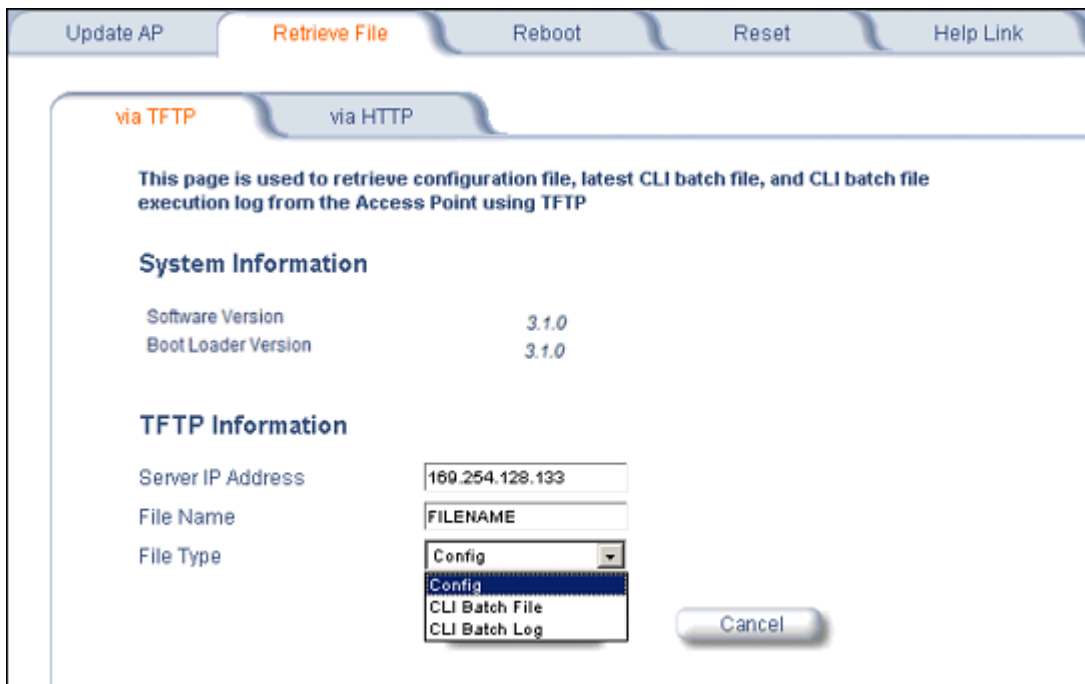 Update AP
Retrieve File
Reboot
Reset
Help Link
via TFTP
via HTTP
This page is used to retrieve configuration file, latest CLI batch file, and CLI batch file
execution log from the Access Point using TFTP
System Information
Software Version 3.1.0
Boot Loader Version 3.1.0
TFTP Information
Server IP Address 169.254.128.133
File Name FILENAME
File Type Config
Config
CLI Batch File
CLI Batch Log
Cancel